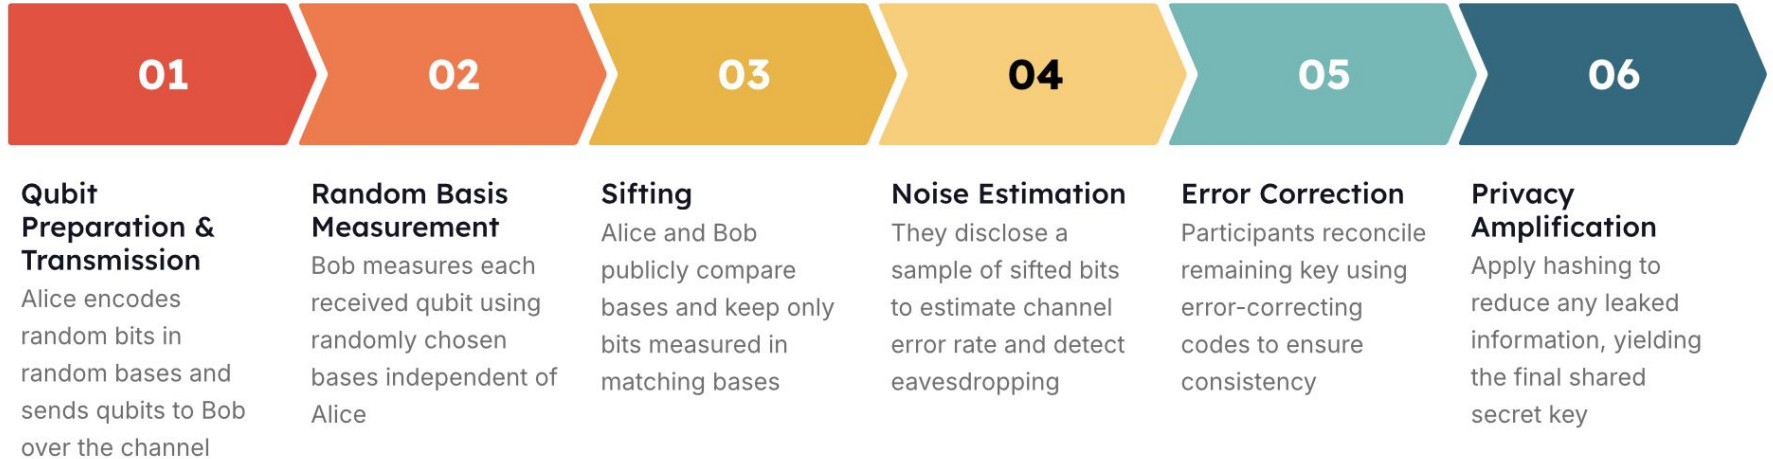 01
02
03
04
05
06
Qubit
Preparation &
Transmission
Alice encodes
random bits in
random bases and
sends qubits to Bob
over the channel
Random Basis
Measurement
Bob measures each
received qubit using
randomly chosen
bases independent of
Alice
Sifting
Alice and Bob
publicly compare
bases and keep only
bits measured in
matching bases
Noise Estimation
They disclose a
sample of sifted bits
to estimate channel
error rate and detect
eavesdropping
Error Correction
Participants reconcile
remaining key using
error-correcting
codes to ensure
consistency
Privacy
Amplification
Apply hashing to
reduce any leaked
information, yielding
the final shared
secret key